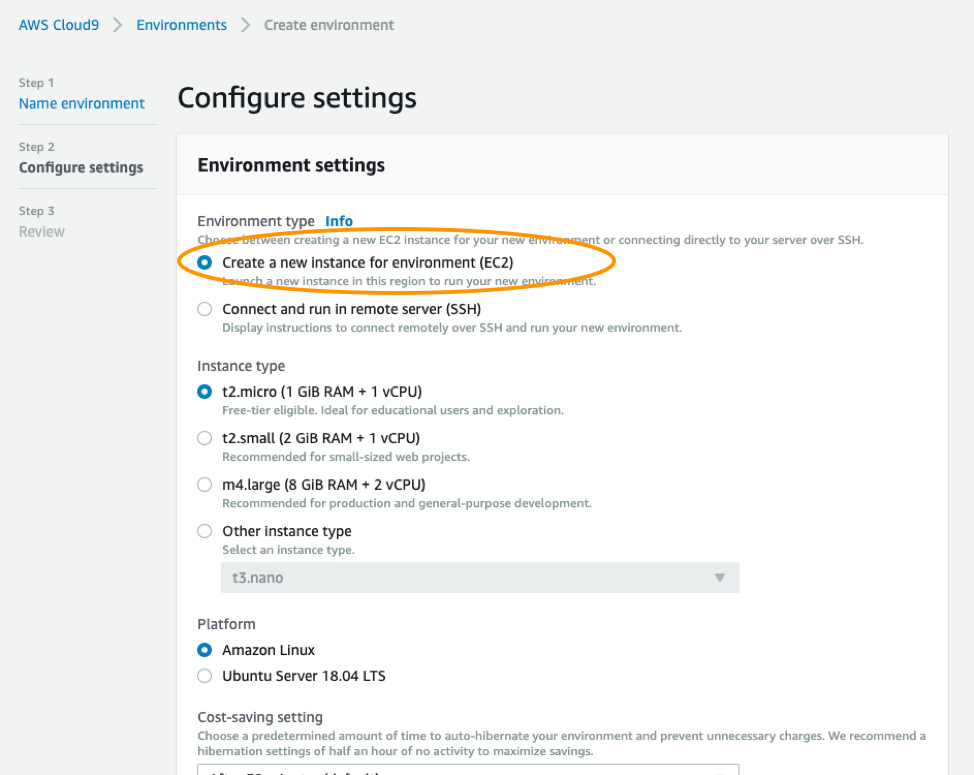 AWS Cloud9 > Environments > Create environment
Step 1
Name environment
Step 2
Configure settings
Step 3
Review
Configure settings
Environment settings
Environment type Info
Choose between creating a new EC2 instance for your new environment or connecting directly to your server over SSH.
Create a new instance for environment (EC2)
Launch a new instance in this region to run your new environment.
Connect and run in remote server (SSH)
Display instructions to connect remotely over SSH and run your new environment.
Instance type
t2.micro (1 GiB RAM + 1 vCPU)
Free-tier eligible. Ideal for educational users and exploration.
t2.small (2 GiB RAM + 1 vCPU)
Recommended for small-sized web projects.
m4.large (8 GiB RAM + 2 vCPU)
Recommended for production and general-purpose development.
Other instance type
Select an instance type.
t3.nano
Platform
Amazon Linux
Ubuntu Server 18.04 LTS
Cost-saving setting
Choose a predetermined amount of time to auto-hibernate your environment and prevent unnecessary charges. We recommend a
hibernation settings of half an hour of no activity to maximize savings.